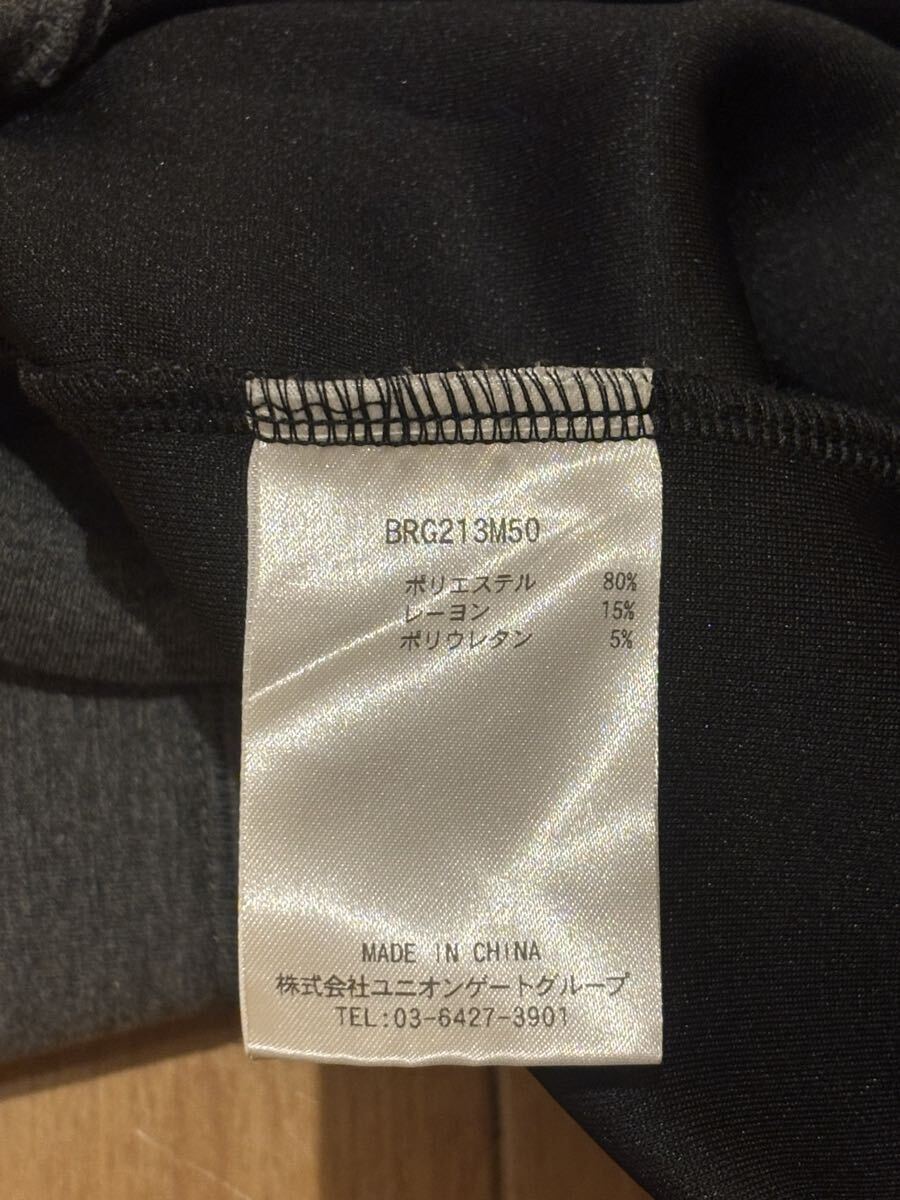 BRG213M50
ポリエステル 80%
レーヨン 15%
ポリウレタン 5%
MADE IN CHINA
株式会社ユニオンゲートグループ
TEL:03-6427-3901